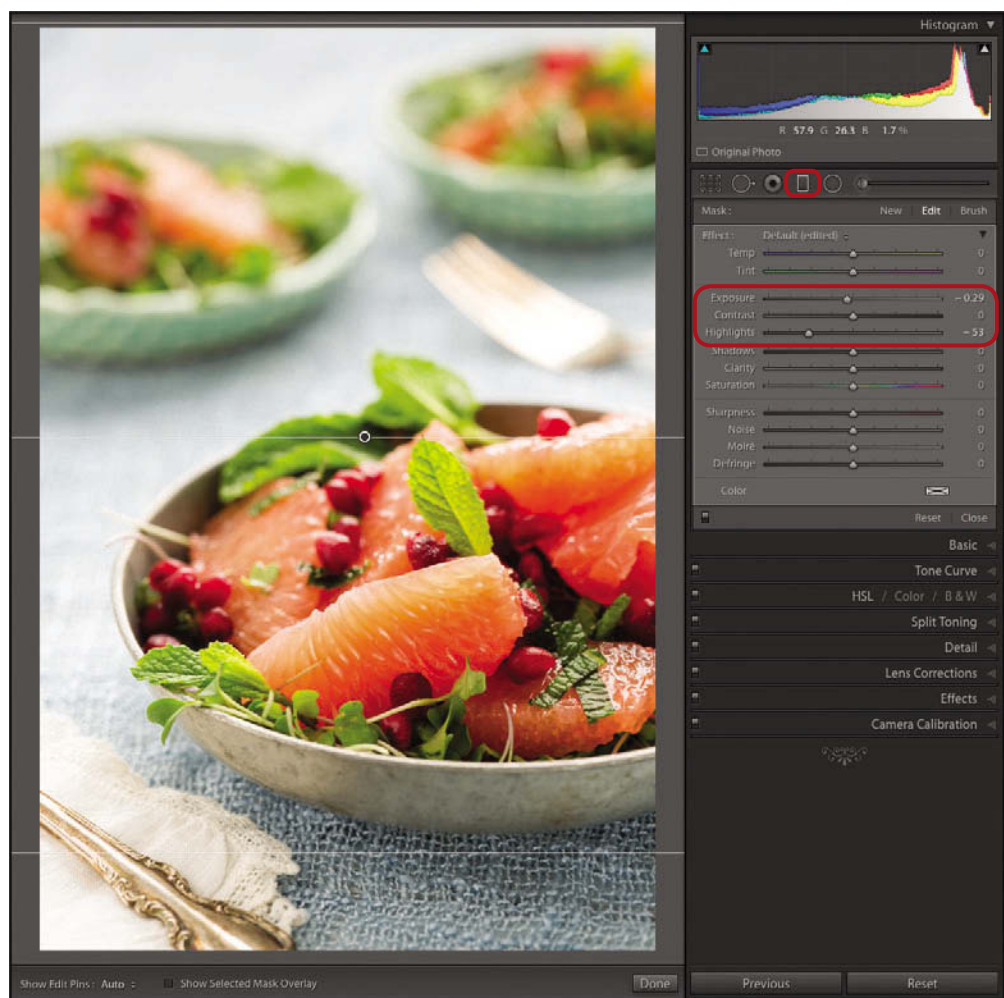 Histogram
R 57.9 G 26.3 B 1.7 %
Original Photo
Mask : New Edit Brush
Effect : Default (edited)
Temp 0
Tint 0
Exposure – 0.29
Contrast 0
Highlights – 53
Shadows 0
Clarity 0
Saturation 0
Sharpness 0
Noise 0
Moiré 0
Defringe 0
Color
Reset Close
Basic
Tone Curve
HSL / Color / B & W
Split Toning
Detail
Lens Corrections
Effects
Camera Calibration
Show Edit Pins : Auto Show Selected Mask Overlay Done Previous Reset